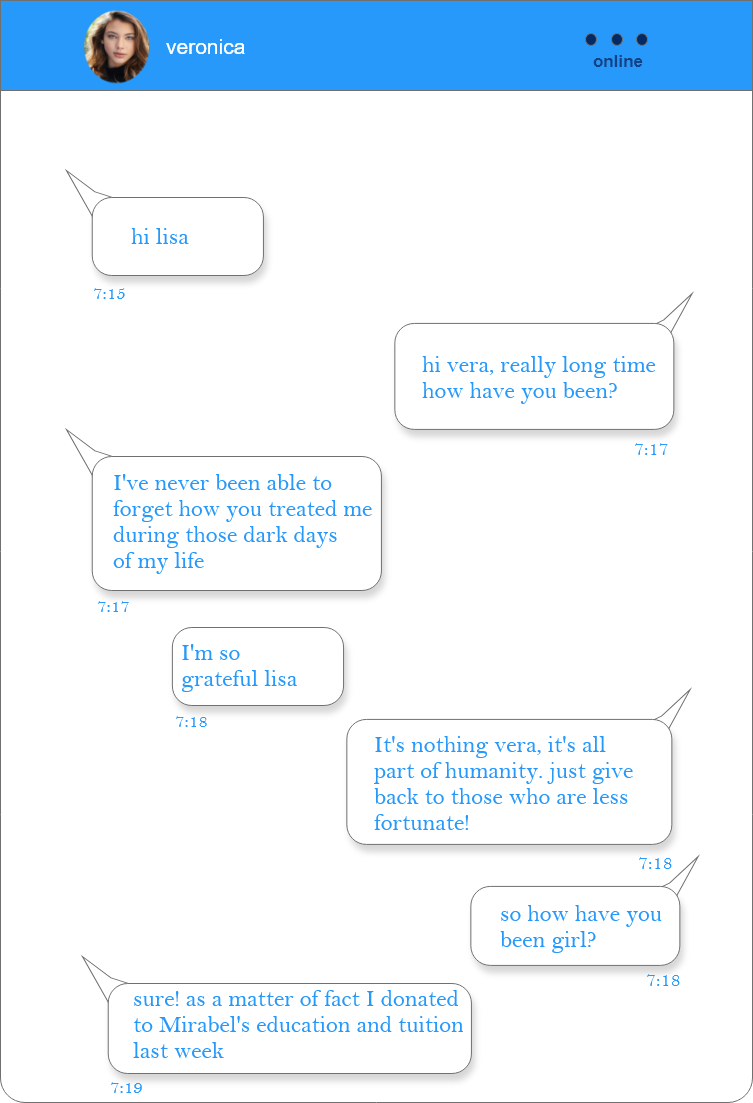 veronica
online
hi lisa
7:15
hi vera, really long time
how have you been?
7:17
I've never been able to
forget how you treated me
during those dark days
of my life
7:17
I'm so
grateful lisa
7:18
It's nothing vera, it's all
part of humanity. just give
back to those who are less
fortunate!
7:18
so how have you
been girl?
7:18
sure! as a matter of fact I donated
to Mirabel's education and tuition
last week
7:19